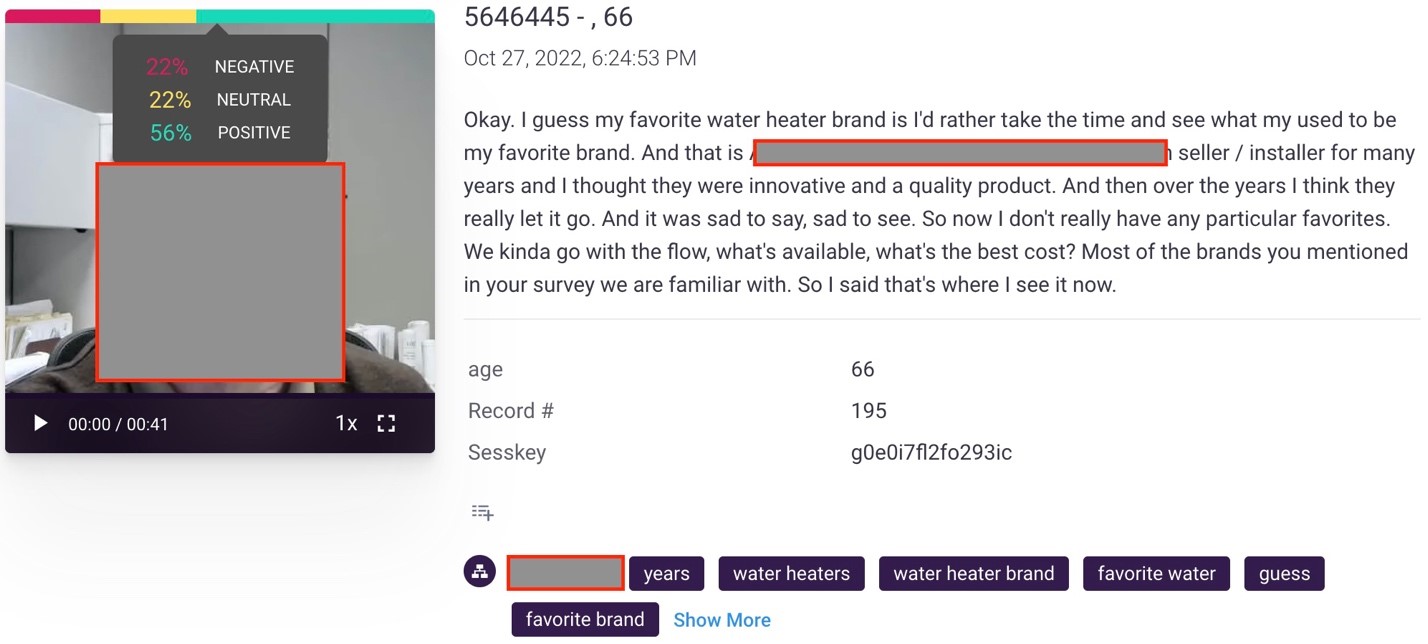 22% NEGATIVE
22% NEUTRAL
56% POSITIVE
00:00 / 00:41 1x
5646445 - , 66
Oct 27, 2022, 6:24:53 PM
Okay. I guess my favorite water heater brand is I'd rather take the time and see what my used to be
my favorite brand. And that is seller / installer for many
years and I thought they were innovative and a quality product. And then over the years I think they
really let it go. And it was sad to say, sad to see. So now I don't really have any particular favorites.
We kinda go with the flow, what's available, what's the best cost? Most of the brands you mentioned
in your survey we are familiar with. So I said that's where I see it now.
age 66
Record # 195
Sesskey g0e0i7fl2fo293ic
years water heaters water heater brand favorite water guess
favorite brand Show More